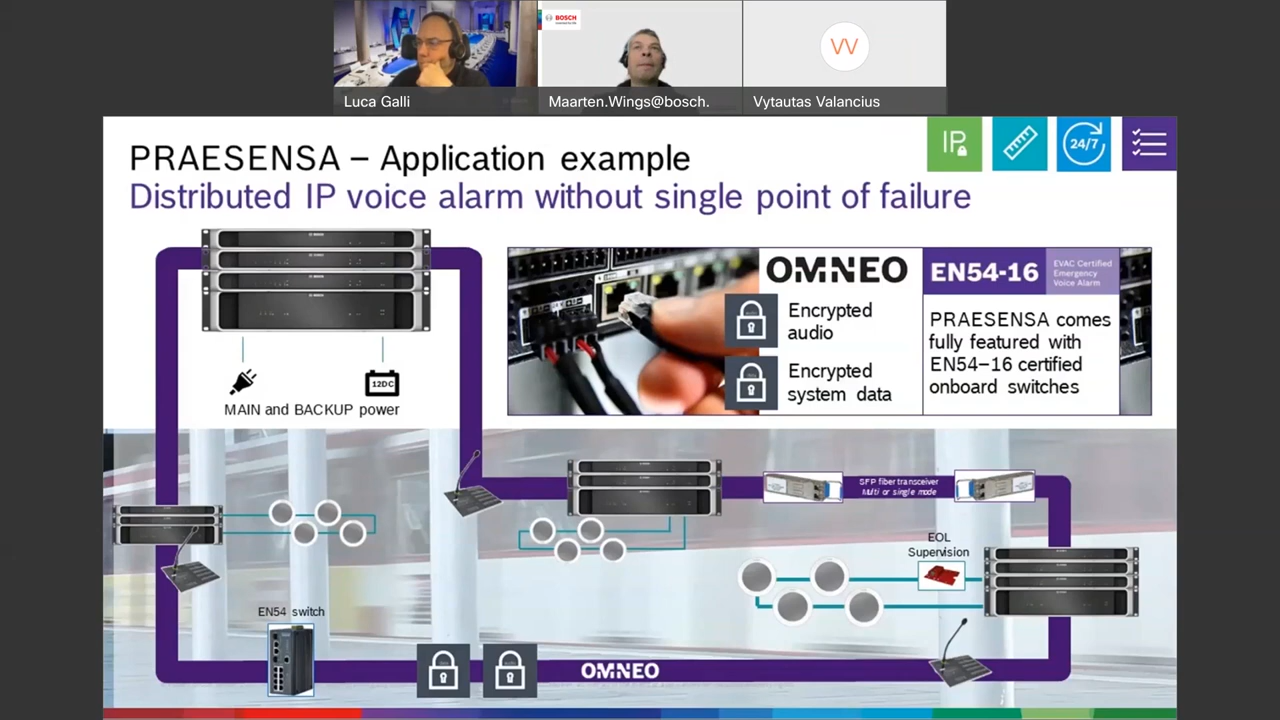 BOSCH
VV
Luca Galli
Maarten.Wings@bosch.
Vytautas Valancius
PRAESENSA – Application example
Distributed IP voice alarm without single point of failure
IP
24/7
OMNEO
EN54-16
EVAC Certified
Emergency
Voice Alarm
Encrypted
audio
Encrypted
system data
PRAESENSA comes
fully featured with
EN54–16 certified
onboard switches
12DC
MAIN and BACKUP power
SFP fiber transceiver
Multi or single mode
EOL
Supervision
EN54 switch
OMNEO